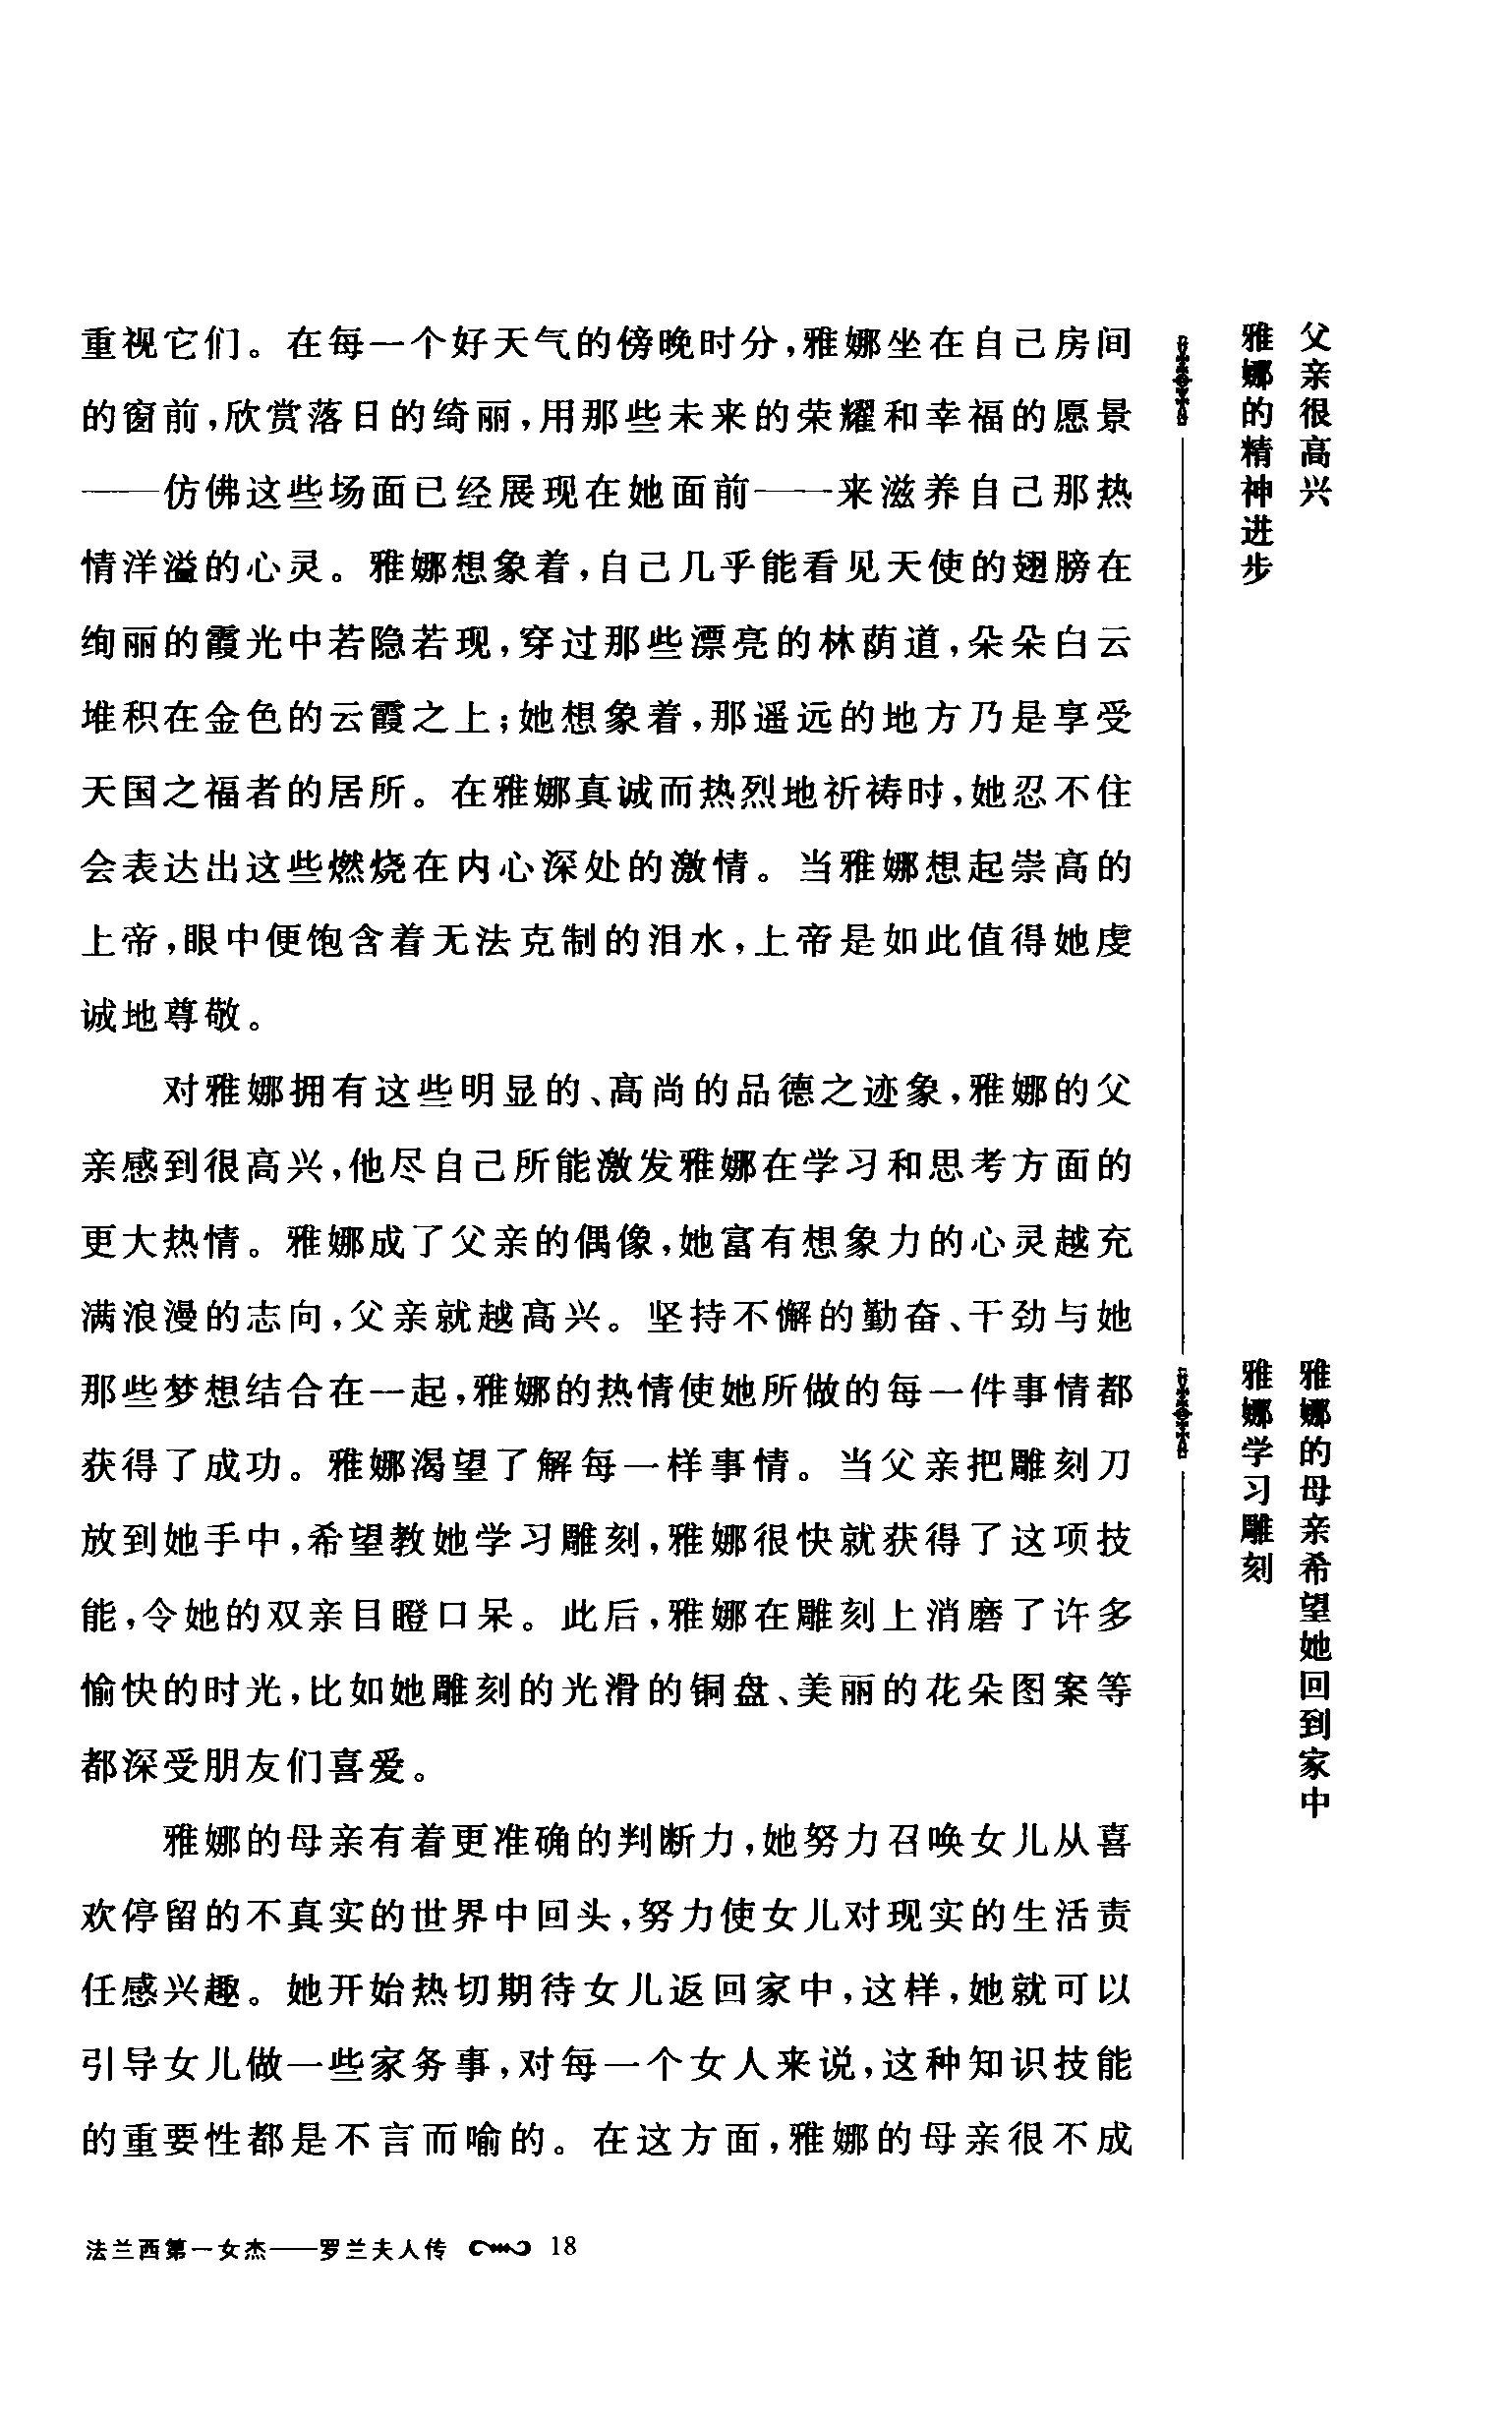 重视它们。在每一个好天气的傍晚时分,雅娜坐在自己房间
的窗前,欣赏落日的绮丽,用那些未来的荣耀和幸福的愿景
——仿佛这些场面已经展现在她面前——来滋养自己那热
情洋溢的心灵。雅娜想象着,自己几乎能看见天使的翅膀在
绚丽的霞光中若隐若现,穿过那些漂亮的林荫道,朵朵白云
堆积在金色的云霞之上;她想象着,那遥远的地方乃是享受
天国之福者的居所。在雅娜真诚而热烈地祈祷时,她忍不住
会表达出这些燃烧在内心深处的激情。当雅娜想起崇高的
上帝,眼中便饱含着无法克制的泪水,上帝是如此值得她虔
诚地尊敬。
对雅娜拥有这些明显的、高尚的品德之迹象,雅娜的父
亲感到很高兴,他尽自己所能激发雅娜在学习和思考方面的
更大热情。雅娜成了父亲的偶像,她富有想象力的心灵越充
满浪漫的志向,父亲就越高兴。坚持不懈的勤奋、干劲与她
那些梦想结合在一起,雅娜的热情使她所做的每一件事情都
获得了成功。雅娜渴望了解每一样事情。当父亲把雕刻刀
放到她手中,希望教她学习雕刻,雅娜很快就获得了这项技
能,令她的双亲目瞪口呆。此后,雅娜在雕刻上消磨了许多
愉快的时光,比如她雕刻的光滑的铜盘、美丽的花朵图案等
都深受朋友们喜爱。
雅娜的母亲有着更准确的判断力,她努力召唤女儿从喜
欢停留的不真实的世界中回头,努力使女儿对现实的生活责
任感兴趣。她开始热切期待女儿返回家中,这样,她就可以
引导女儿做一些家务事,对每一个女人来说,这种知识技能
的重要性都是不言而喻的。在这方面,雅娜的母亲很不成
父亲很高兴
雅娜的精神进步
雅娜的母亲希望她回到家中
雅娜学习雕刻
法兰西第一女杰——罗兰夫人传 18